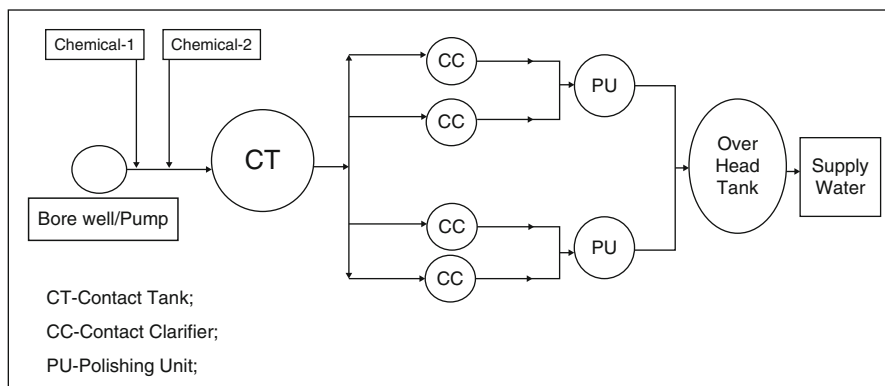 Chemical-1
Chemical-2
CC
CC
PU
CT
Bore well/Pump
CC
CC
PU
Over
Head
Tank
Supply
Water
CT-Contact Tank;
CC-Contact Clarifier;
PU-Polishing Unit;